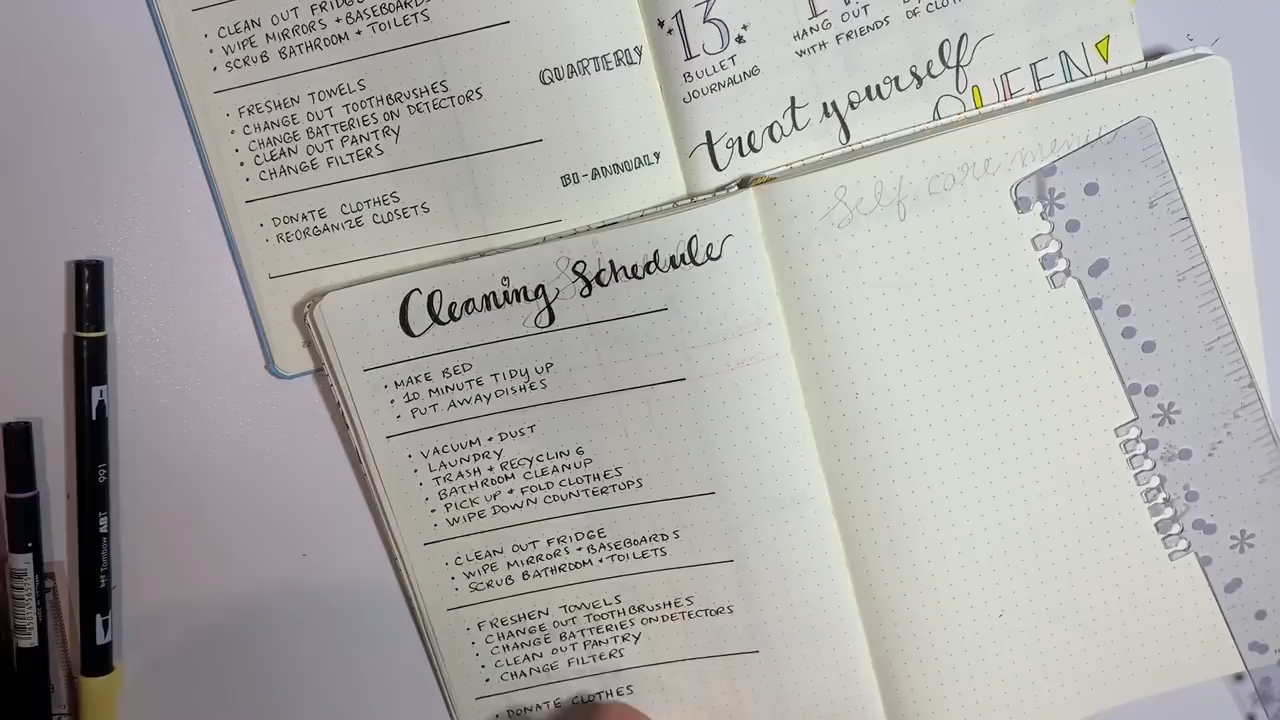 • CLEAN OUT FRIDGE
• WIPE MIRRORS + BASEBOARDS
• SCRUB BATHROOM + TOILETS
QUARTERLY
• FRESHEN TOWELS
• CHANGE OUT TOOTHBRUSHES
• CHANGE BATTERIES ON DETECTORS
• CLEAN OUT PANTRY
• CHANGE FILTERS
BI-ANNUALY
• DONATE CLOTHES
• REORGANIZE CLOSETS
13
BULLET
JOURNALING
HANG OUT
WITH FRIENDS
treat yourself
QUEEN!
Cleaning Schedule
• MAKE BED
• 10 MINUTE TIDY UP
• PUT AWAY DISHES
• VACUUM + DUST
• LAUNDRY
• TRASH + RECYCLING
• BATHROOM CLEANUP
• PICK UP + FOLD CLOTHES
• WIPE DOWN COUNTERTOPS
• CLEAN OUT FRIDGE
• WIPE MIRRORS + BASEBOARDS
• SCRUB BATHROOM + TOILETS
• FRESHEN TOWELS
• CHANGE OUT TOOTHBRUSHES
• CHANGE BATTERIES ON DETECTORS
• CLEAN OUT PANTRY
• CHANGE FILTERS
• DONATE CLOTHES
Self care menu
991
Tombow ABT